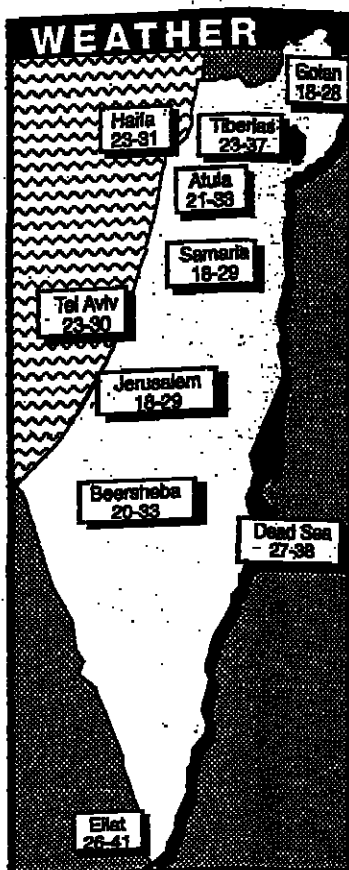 WEATHER
Golan
18-28
Haifa
23-31
Tiberias
23-37
Afula
21-33
Samaria
18-29
Tel Aviv
23-30
Jerusalem
18-29
Beersheba
20-33
Dead Sea
27-38
Eilat
26-41